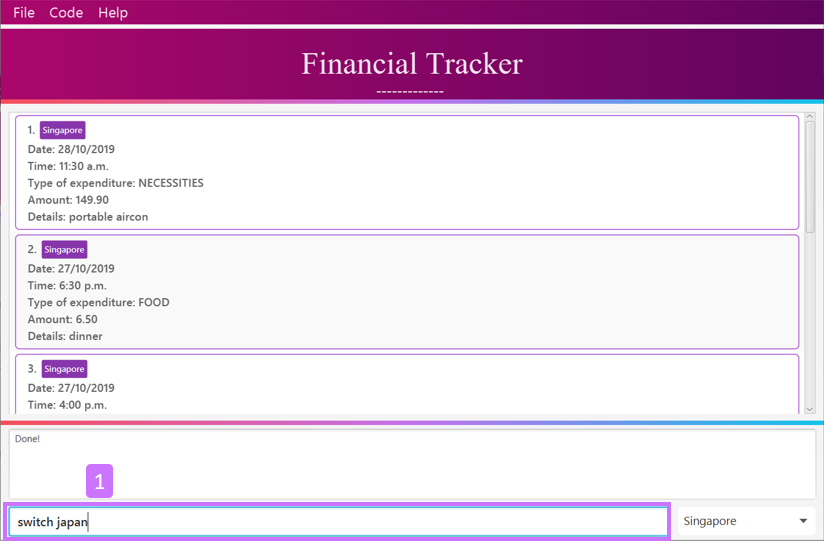 File Code Help
Financial Tracker
-------------
1. Singapore
Date: 28/10/2019
Time: 11:30 a.m.
Type of expenditure: NECESSITIES
Amount: 149.90
Details: portable aircon
2. Singapore
Date: 27/10/2019
Time: 6:30 p.m.
Type of expenditure: FOOD
Amount: 6.50
Details: dinner
3. Singapore
Date: 27/10/2019
Time: 4:00 p.m.
Done!
1
switch japan
Singapore